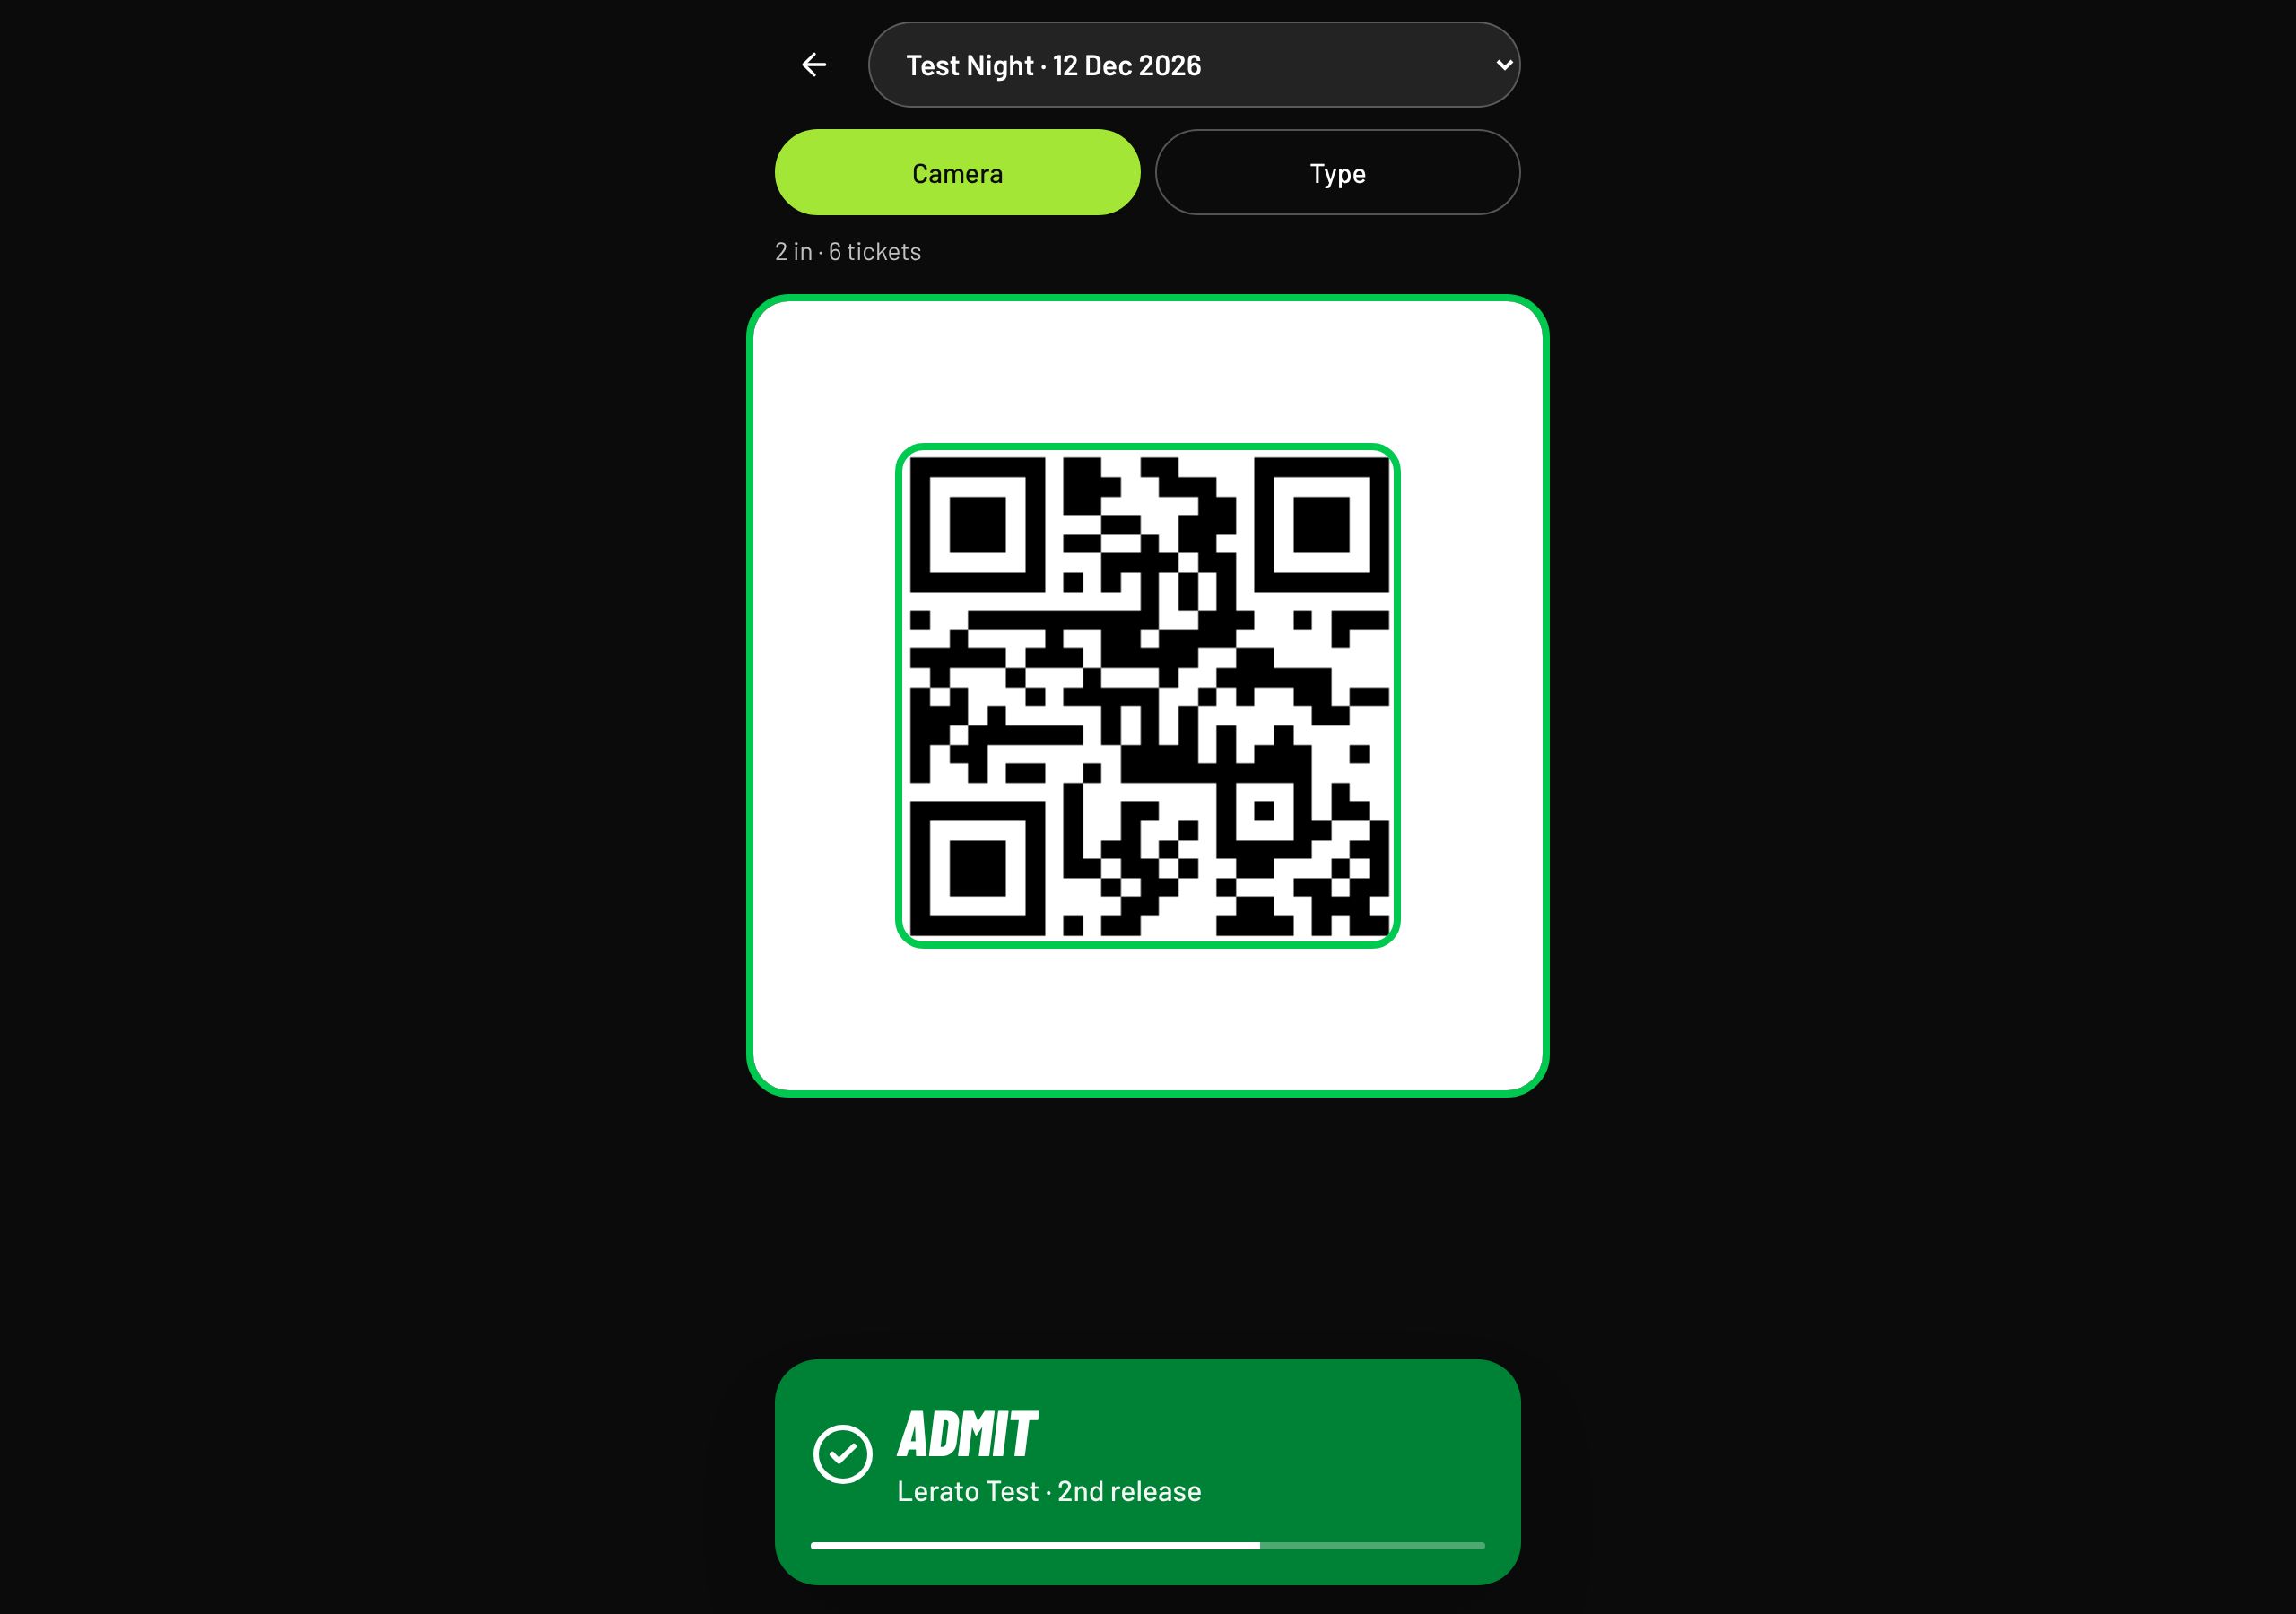 Test Night · 12 Dec 2026
Camera
Type
2 in · 6 tickets
ADMIT
Lerato Test · 2nd release